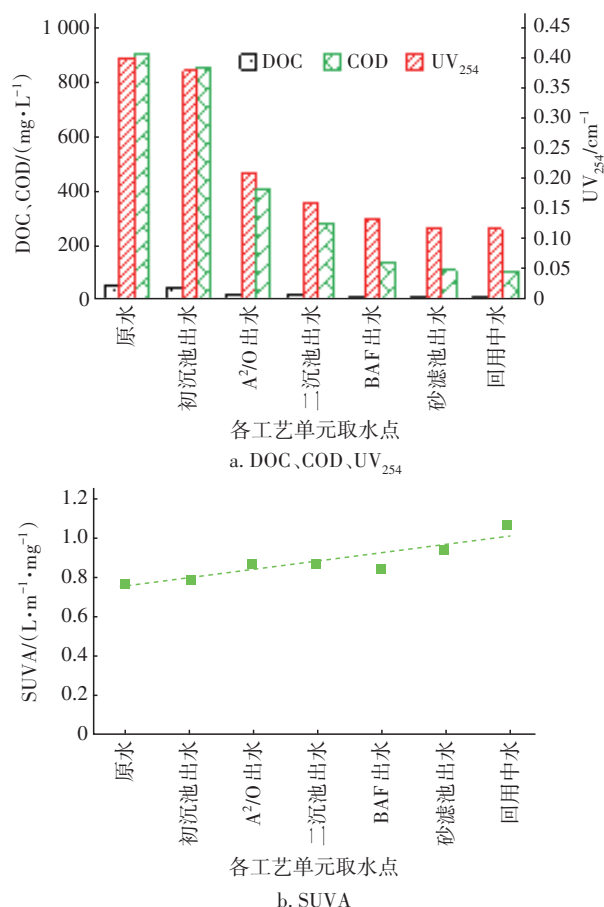 1 000
800
600
400
200
0
DOC、COD/(mg·L⁻¹)
DOC COD UV₂₅₄
0.45
0.40
0.35
0.30
0.25
0.20
0.15
0.10
0.05
0
UV₂₅₄/cm⁻¹
原水
初沉池出水
A²/O 出水
二沉池出水
BAF 出水
砂滤池出水
回用中水
各工艺单元取水点
a. DOC、COD、UV₂₅₄
1.2
1.0
0.8
0.6
0.4
0.2
0
SUVA/(L·m⁻¹·mg⁻¹)
原水
初沉池出水
A²/O 出水
二沉池出水
BAF 出水
砂滤池出水
回用中水
各工艺单元取水点
b. SUVA